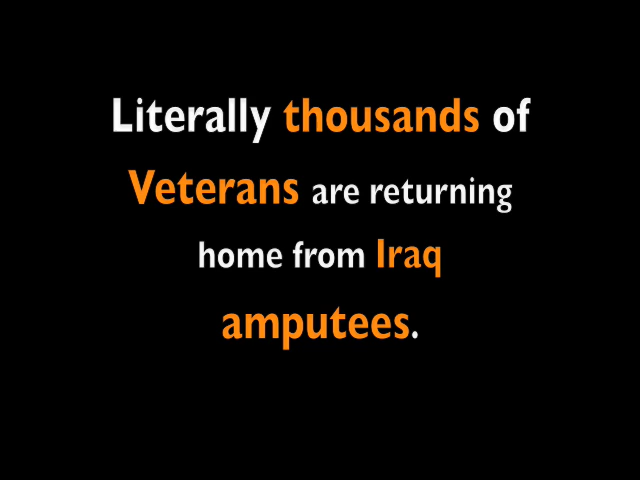 Literally thousands of
Veterans are returning
home from Iraq
amputees.